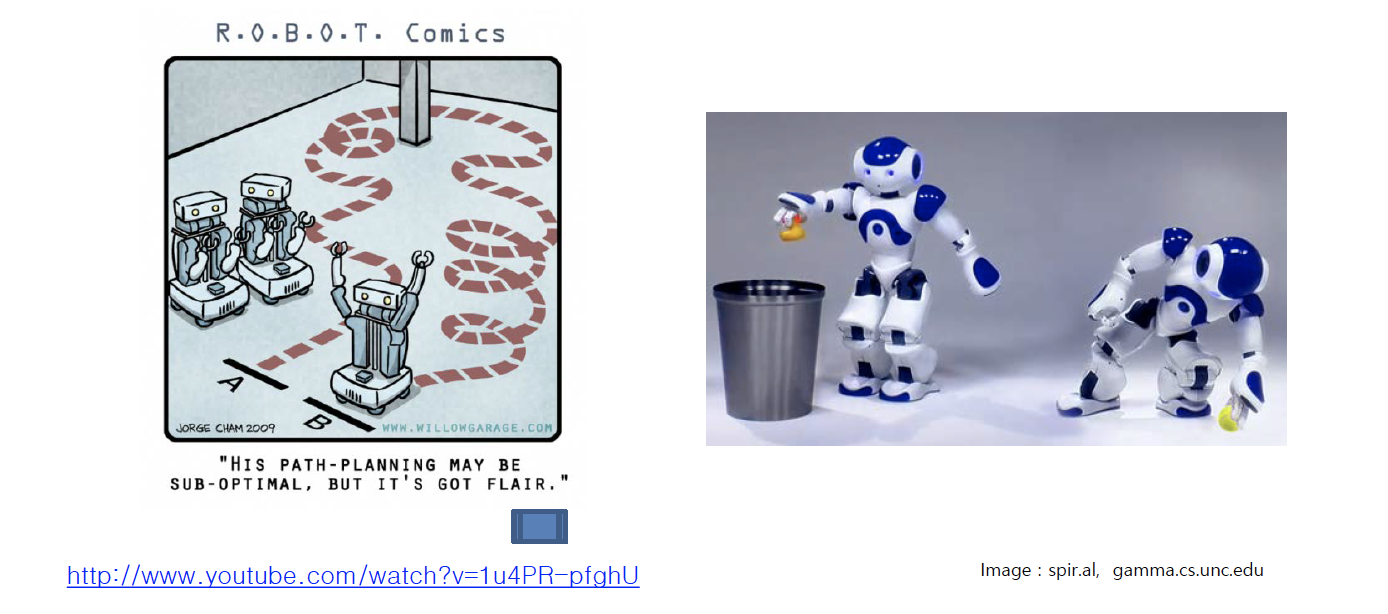 R.O.B.O.T. Comics
A
B
JORGE CHAM 2009
WWW.WILLOWGARAGE.COM
"HIS PATH-PLANNING MAY BE
SUB-OPTIMAL, BUT IT'S GOT FLAIR."
http://www.youtube.com/watch?v=1u4PR-pfghU
Image : spir.al, gamma.cs.unc.edu